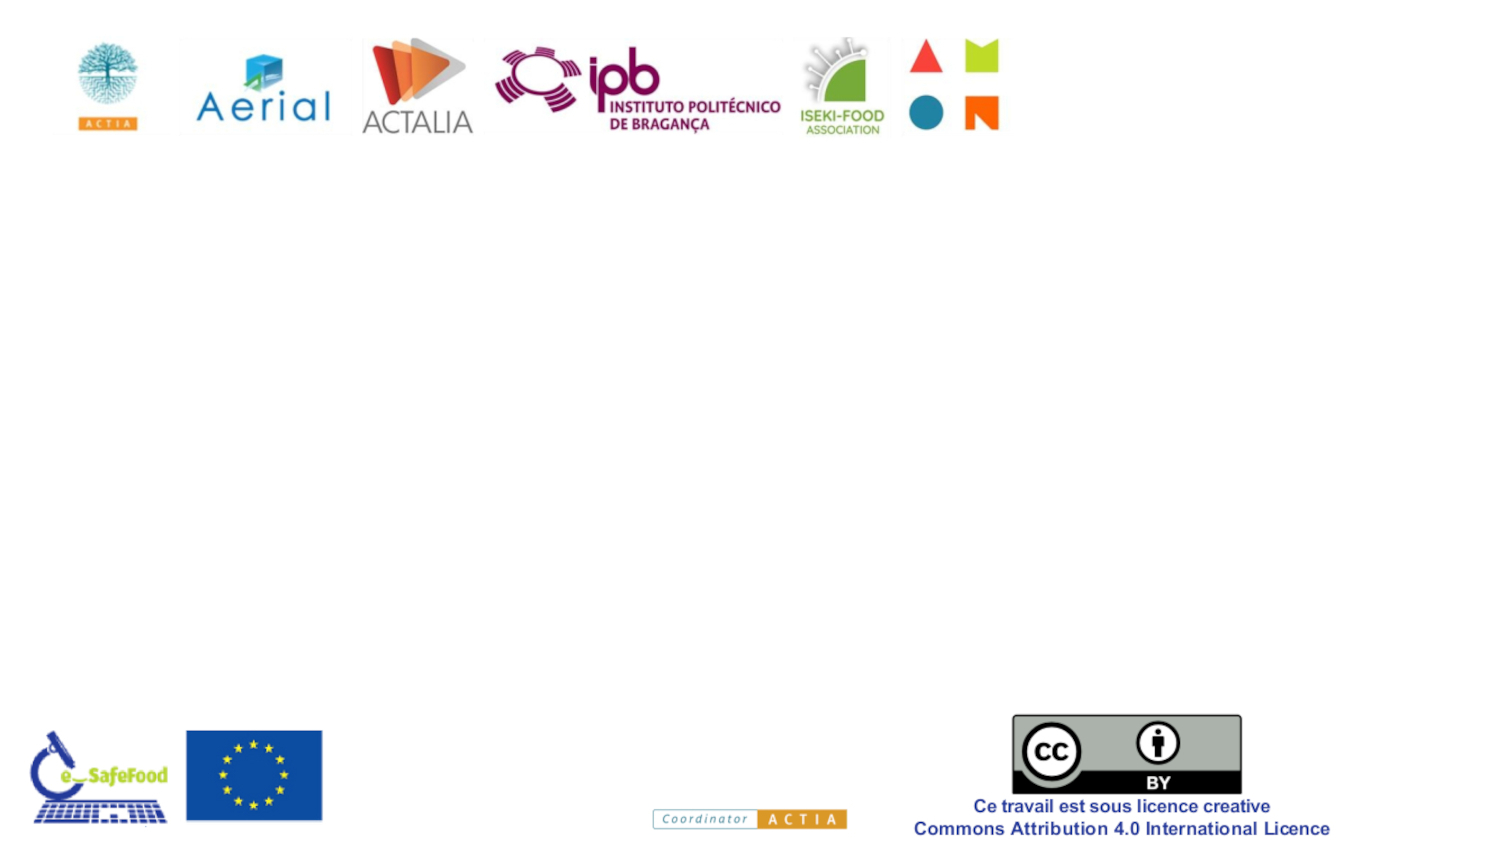 ACTIA
Aerial
ACTALIA
ipb
INSTITUTO POLITÉCNICO
DE BRAGANÇA
ISEKI-FOOD
ASSOCIATION
e-SafeFood
Coordinator ACTIA
CC
BY
Ce travail est sous licence creative
Commons Attribution 4.0 International Licence